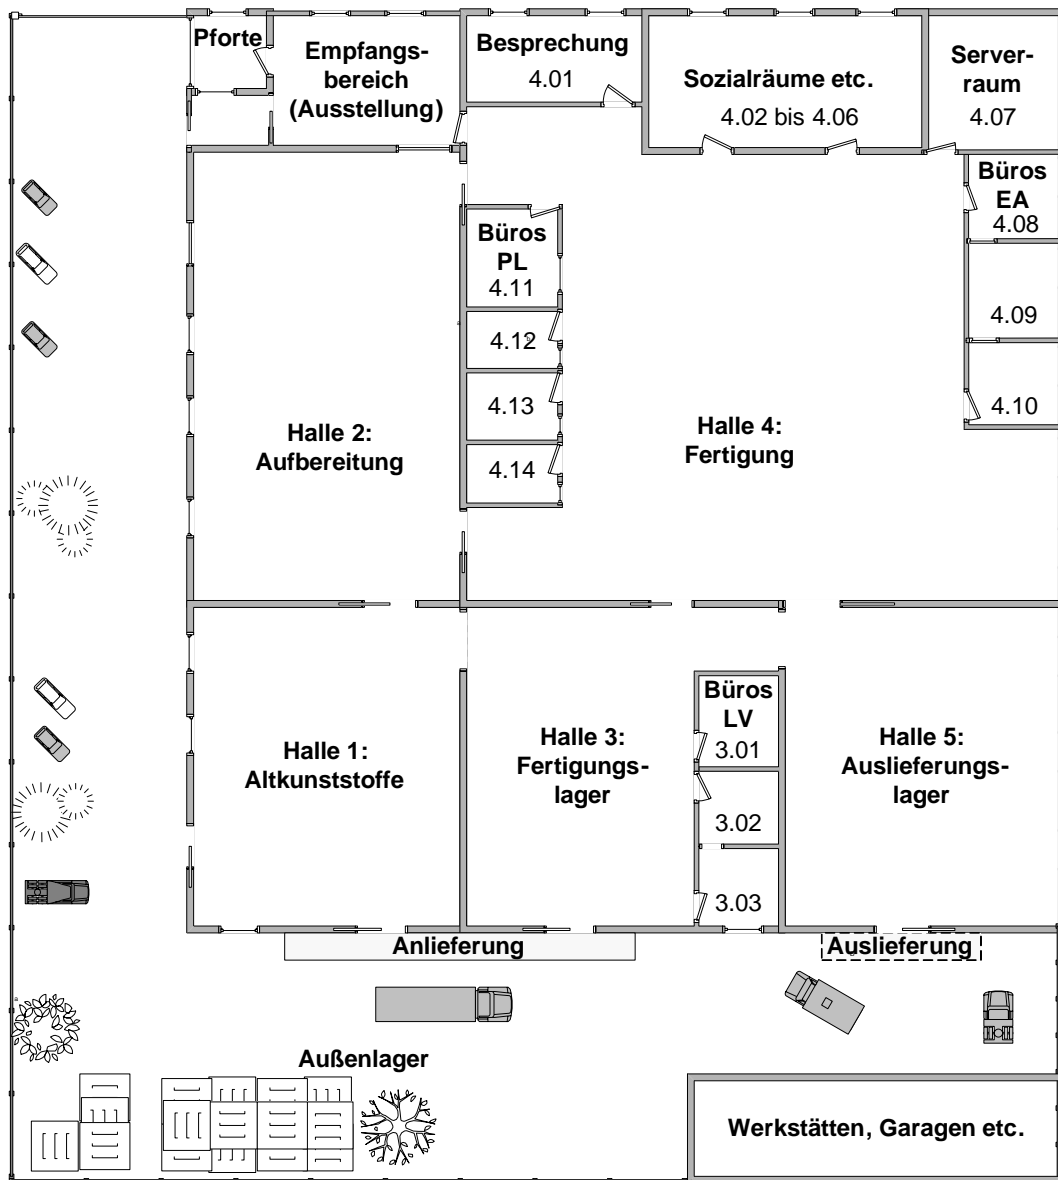 Pforte
Empfangs-
bereich
(Ausstellung)
Besprechung
4.01
Sozialräume etc.
4.02 bis 4.06
Server-
raum
4.07
Büros
EA
4.08
4.09
4.10
Büros
PL
4.11
4.12
4.13
4.14
Halle 2:
Aufbereitung
Halle 4:
Fertigung
Halle 1:
Altkunststoffe
Halle 3:
Fertigungs-
lager
Büros
LV
3.01
3.02
3.03
Halle 5:
Auslieferungs-
lager
Anlieferung
Auslieferung
Außenlager
Werkstätten, Garagen etc.